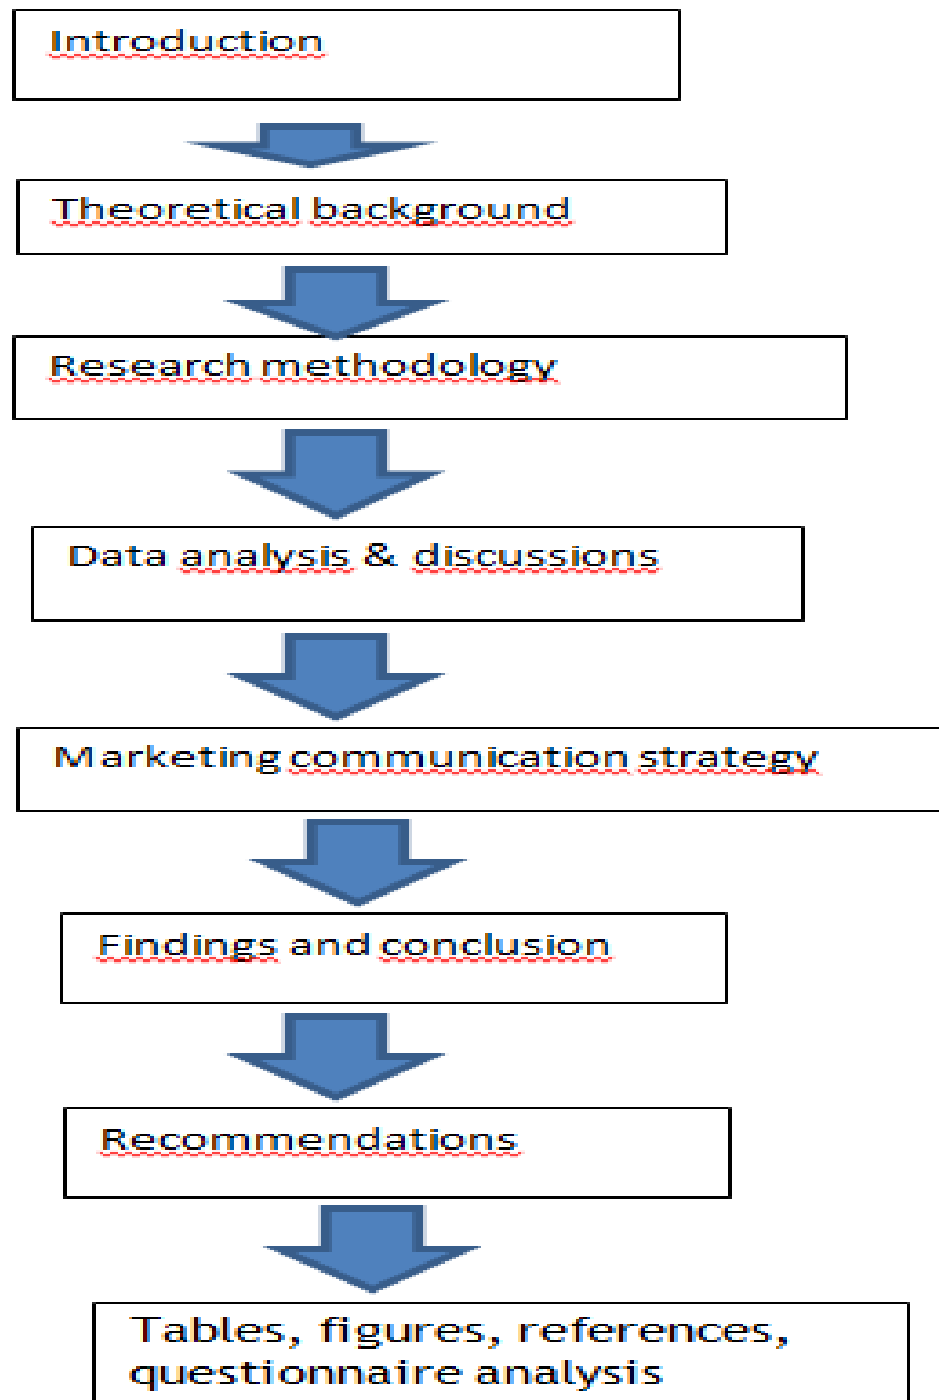 Introduction
Theoretical background
Research methodology
Data analysis & discussions
Marketing communication strategy
Findings and conclusion
Recommendations
Tables, figures, references,
questionnaire analysis